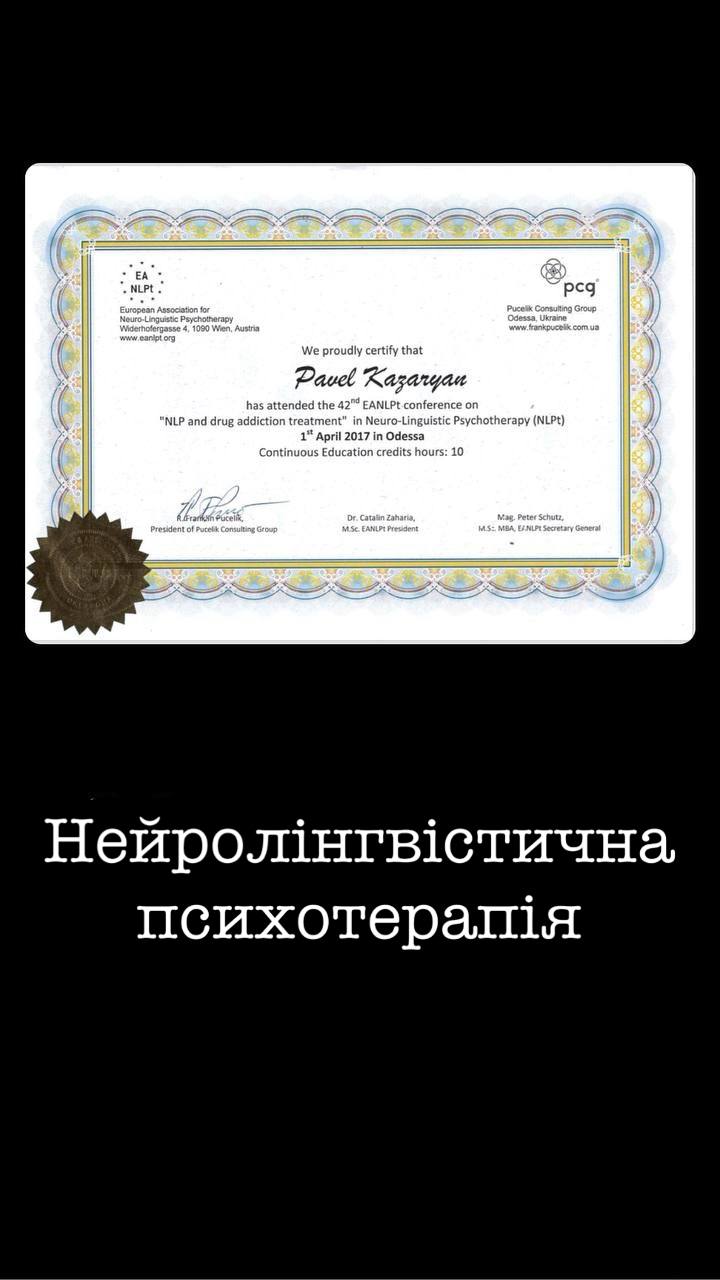 EA
NLPt
European Association for
Neuro-Linguistic Psychotherapy
Widerhofergasse 4, 1090 Wien, Austria
www.eanlpt.org
pcg
Pucelik Consulting Group
Odessa, Ukraine
www.frankpucelik.com.ua
We proudly certify that
Pavel Kazaryan
has attended the 42nd EANLPt conference on
"NLP and drug addiction treatment" in Neuro-Linguistic Psychotherapy (NLPt)
1st April 2017 in Odessa
Continuous Education credits hours: 10
R.Franklin Pucelik,
President of Pucelik Consulting Group
Dr. Catalin Zaharia,
M.Sc. EANLPt President
Mag. Peter Schutz,
M.Sc. MBA, EANLPt Secretary General
Нейролінгвістична
психотерапія